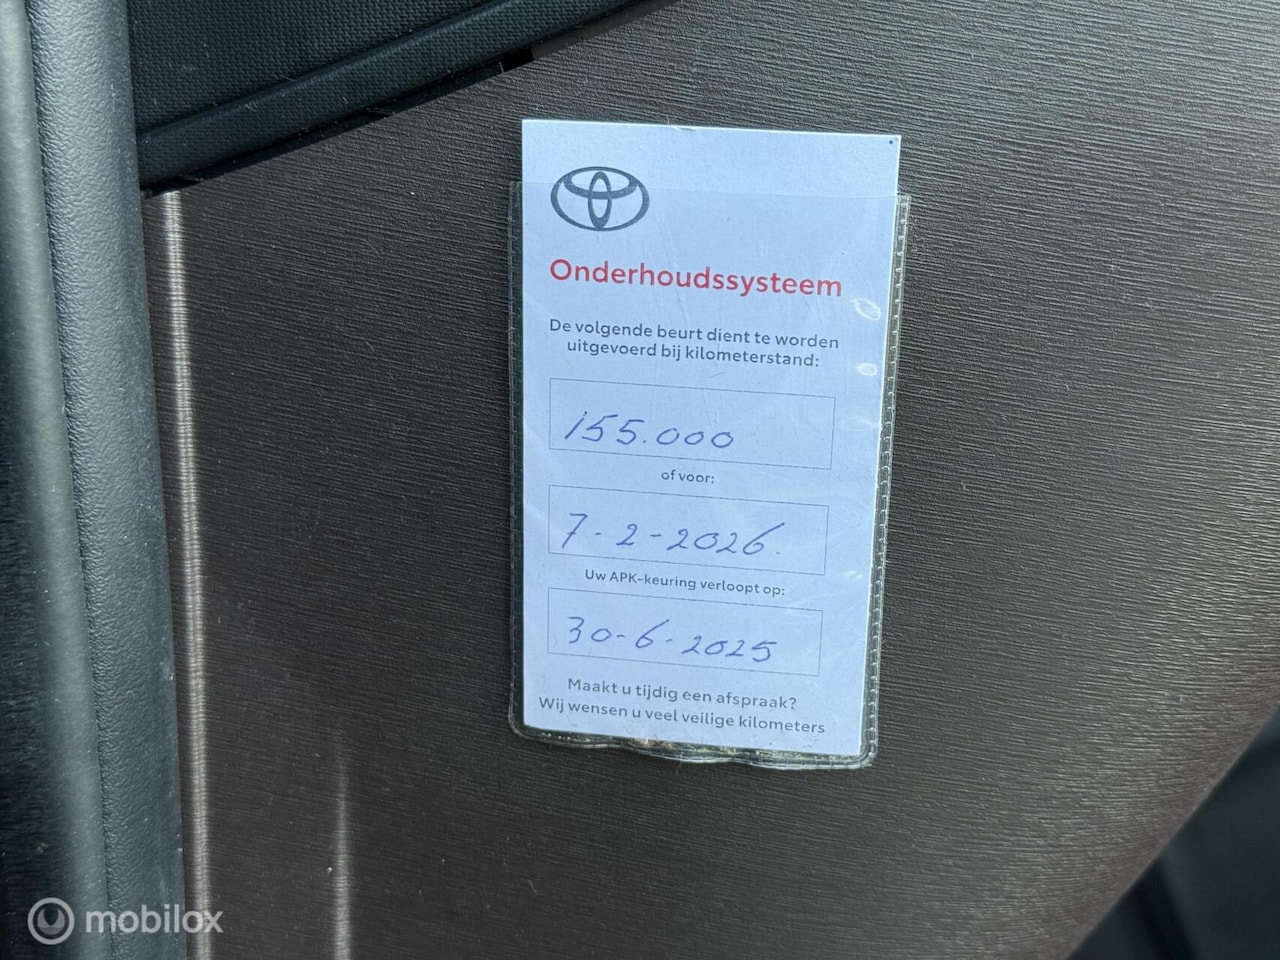 Onderhoudssysteem
De volgende beurt dient te worden
uitgevoerd bij kilometerstand:
155.000
of voor:
7-2-2026.
Uw APK-keuring verloopt op:
30-6-2025
Maakt u tijdig een afspraak?
Wij wensen u veel veilige kilometers
mobilox